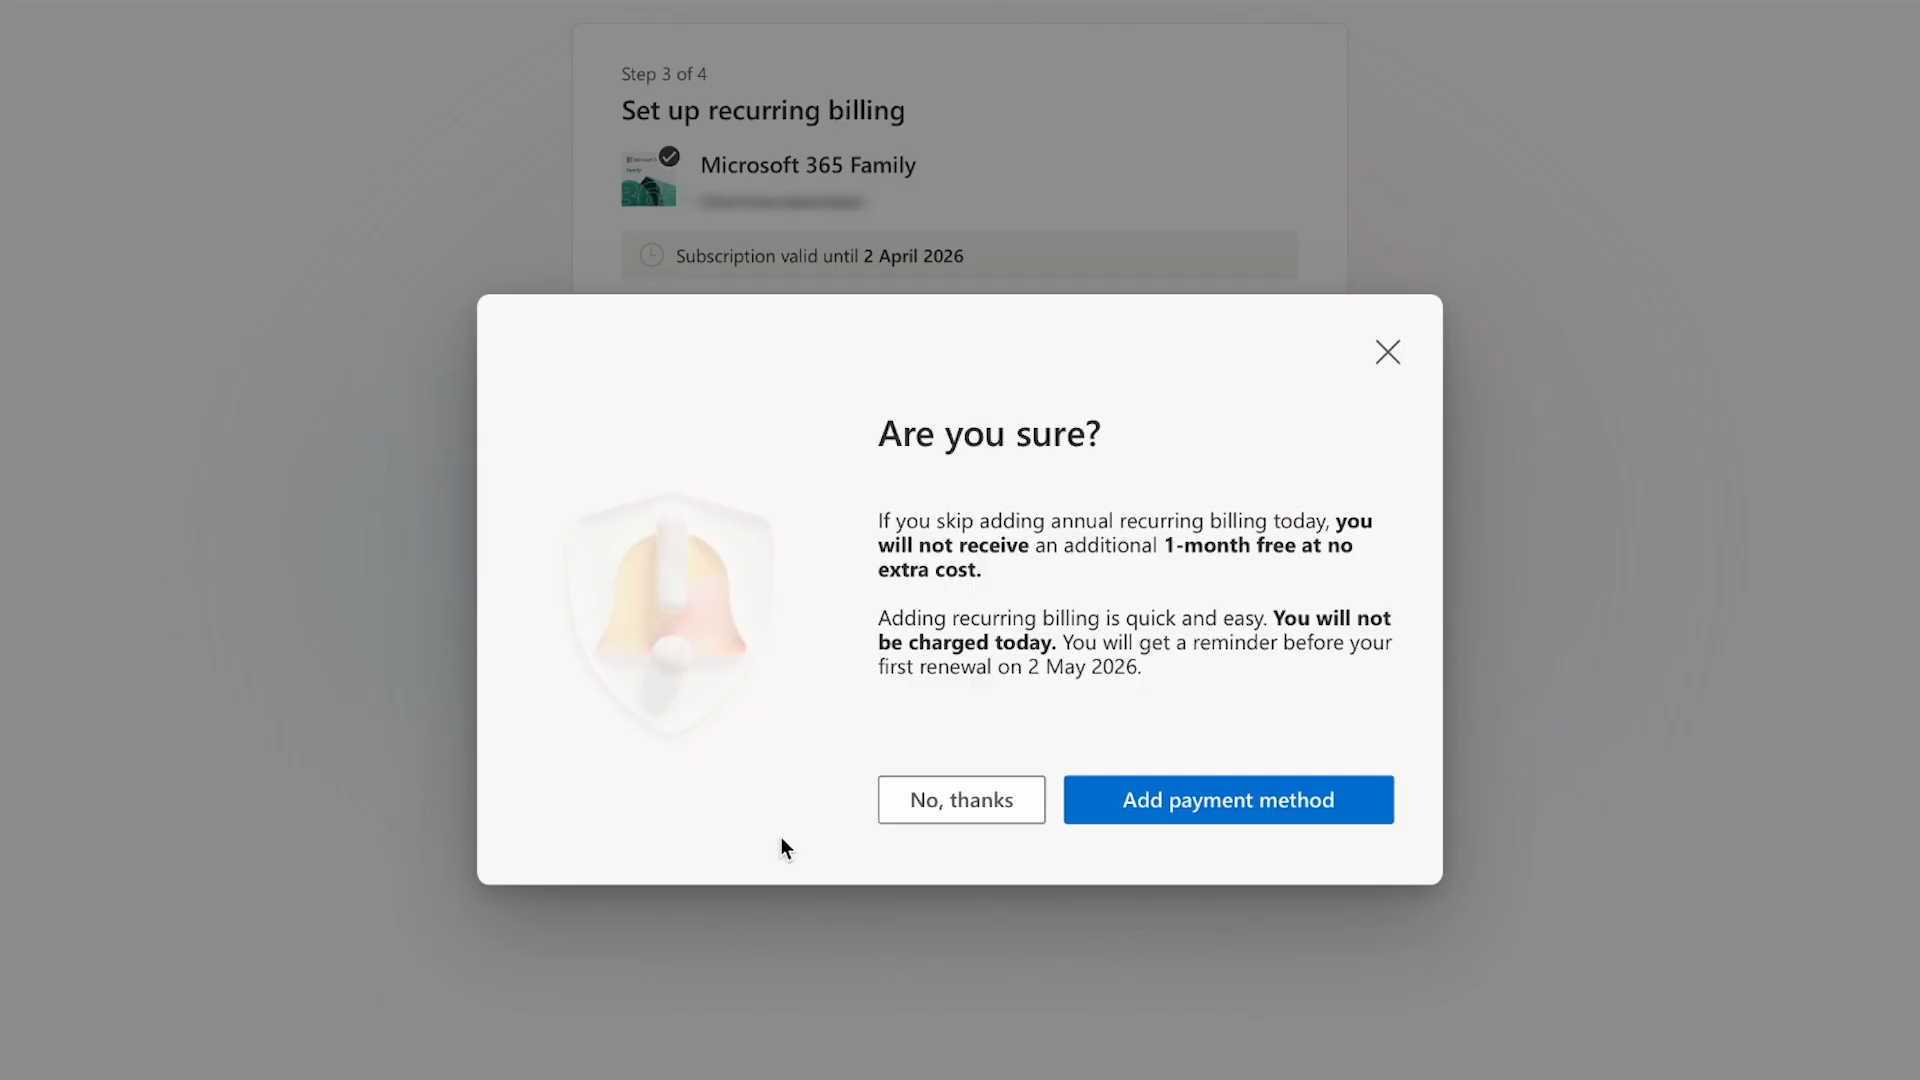 Step 3 of 4
Set up recurring billing
Microsoft 365 Family
Subscription valid until 2 April 2026
Are you sure?
If you skip adding annual recurring billing today, you
will not receive an additional 1-month free at no
extra cost.
Adding recurring billing is quick and easy. You will not
be charged today. You will get a reminder before your
first renewal on 2 May 2026.
No, thanks
Add payment method